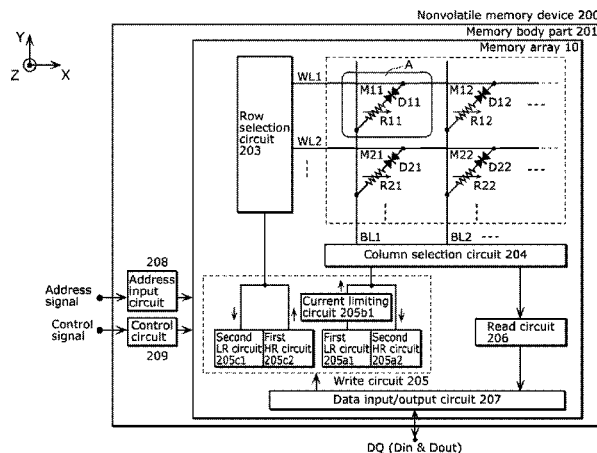 Nonvolatile memory device 200
Memory body part 201
Memory array 10
Y
Z
X
A
WL1
M11
D11
R11
M12
D12
R12
Row
selection
circuit
203
WL2
M21
D21
R21
M22
D22
R22
BL1
BL2
Column selection circuit 204
208
Address
signal
Address
input
circuit
Control
signal
Control
circuit
209
Current limiting
circuit 205b1
Second
LR circuit
205c1
First
HR circuit
205c2
First
LR circuit
205a1
Second
HR circuit
205a2
Write circuit 205
Read circuit
206
Data input/output circuit 207
DQ (Din & Dout)